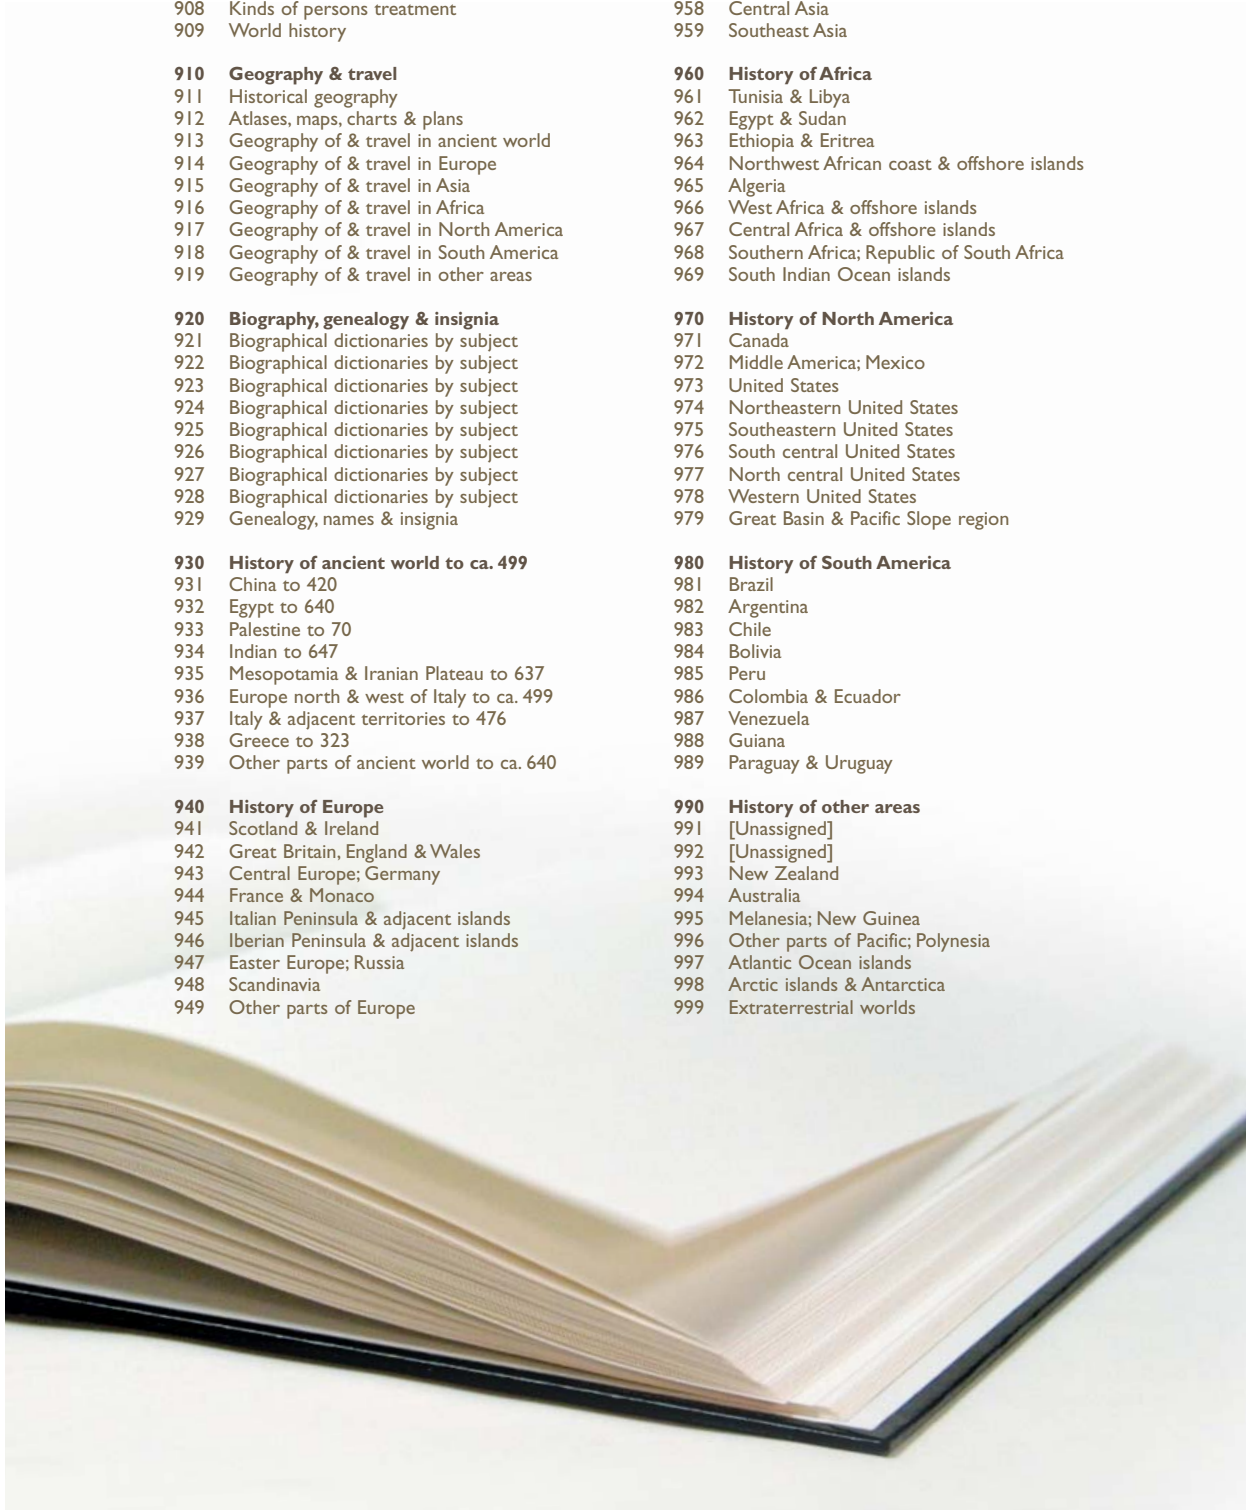 908 Kinds of persons treatment
909 World history
910 Geography & travel
911 Historical geography
912 Atlases, maps, charts & plans
913 Geography of & travel in ancient world
914 Geography of & travel in Europe
915 Geography of & travel in Asia
916 Geography of & travel in Africa
917 Geography of & travel in North America
918 Geography of & travel in South America
919 Geography of & travel in other areas
920 Biography, genealogy & insignia
921 Biographical dictionaries by subject
922 Biographical dictionaries by subject
923 Biographical dictionaries by subject
924 Biographical dictionaries by subject
925 Biographical dictionaries by subject
926 Biographical dictionaries by subject
927 Biographical dictionaries by subject
928 Biographical dictionaries by subject
929 Genealogy, names & insignia
930 History of ancient world to ca. 499
931 China to 420
932 Egypt to 640
933 Palestine to 70
934 Indian to 647
935 Mesopotamia & Iranian Plateau to 637
936 Europe north & west of Italy to ca. 499
937 Italy & adjacent territories to 476
938 Greece to 323
939 Other parts of ancient world to ca. 640
940 History of Europe
941 Scotland & Ireland
942 Great Britain, England & Wales
943 Central Europe; Germany
944 France & Monaco
945 Italian Peninsula & adjacent islands
946 Iberian Peninsula & adjacent islands
947 Easter Europe; Russia
948 Scandinavia
949 Other parts of Europe
958 Central Asia
959 Southeast Asia
960 History of Africa
961 Tunisia & Libya
962 Egypt & Sudan
963 Ethiopia & Eritrea
964 Northwest African coast & offshore islands
965 Algeria
966 West Africa & offshore islands
967 Central Africa & offshore islands
968 Southern Africa; Republic of South Africa
969 South Indian Ocean islands
970 History of North America
971 Canada
972 Middle America; Mexico
973 United States
974 Northeastern United States
975 Southeastern United States
976 South central United States
977 North central United States
978 Western United States
979 Great Basin & Pacific Slope region
980 History of South America
981 Brazil
982 Argentina
983 Chile
984 Bolivia
985 Peru
986 Colombia & Ecuador
987 Venezuela
988 Guiana
989 Paraguay & Uruguay
990 History of other areas
991 [Unassigned]
992 [Unassigned]
993 New Zealand
994 Australia
995 Melanesia; New Guinea
996 Other parts of Pacific; Polynesia
997 Atlantic Ocean islands
998 Arctic islands & Antarctica
999 Extraterrestrial worlds